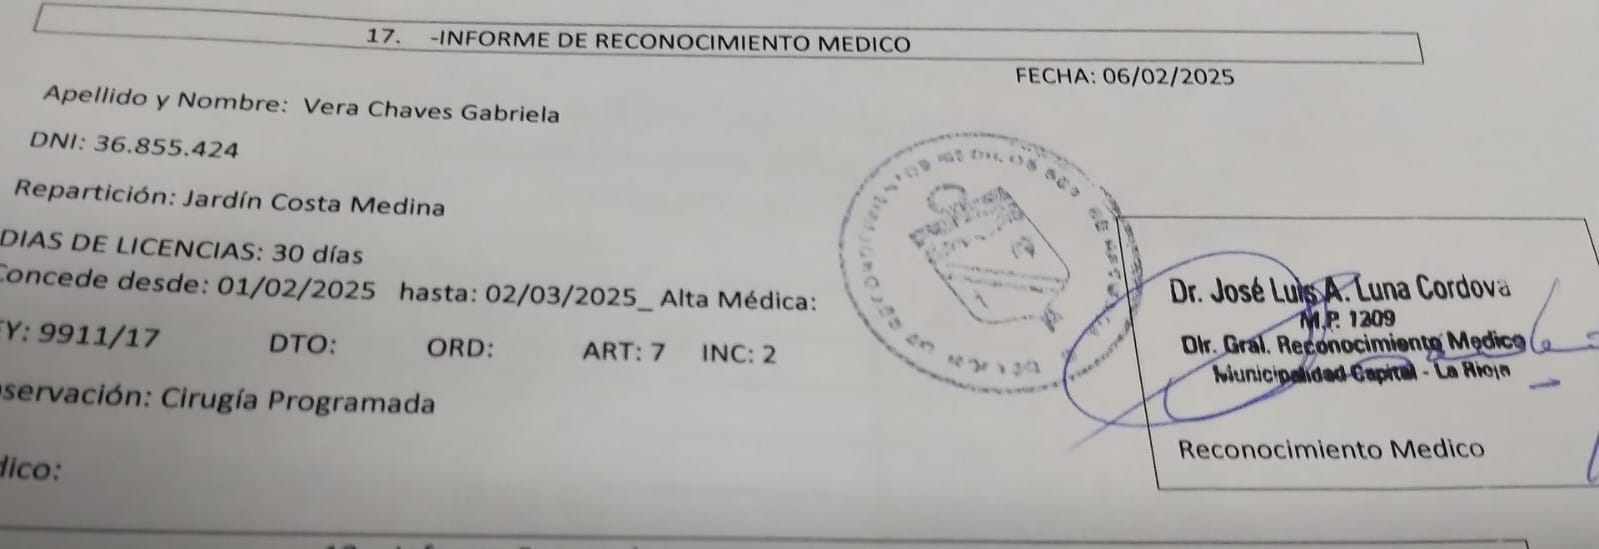 17. -INFORME DE RECONOCIMIENTO MEDICO
FECHA: 06/02/2025
Apellido y Nombre: Vera Chaves Gabriela
DNI: 36.855.424
Repartición: Jardín Costa Medina
DIAS DE LICENCIAS: 30 días
Concede desde: 01/02/2025 hasta: 02/03/2025_ Alta Médica:
EY: 9911/17 DTO: ORD: ART: 7 INC: 2
servación: Cirugía Programada
dico:
Dr. José Luis A. Luna Cordova
M.P. 1209
Dir. Gral. Reconocimiento Medico
Municipalidad Capital - La Rioja
Reconocimiento Medico